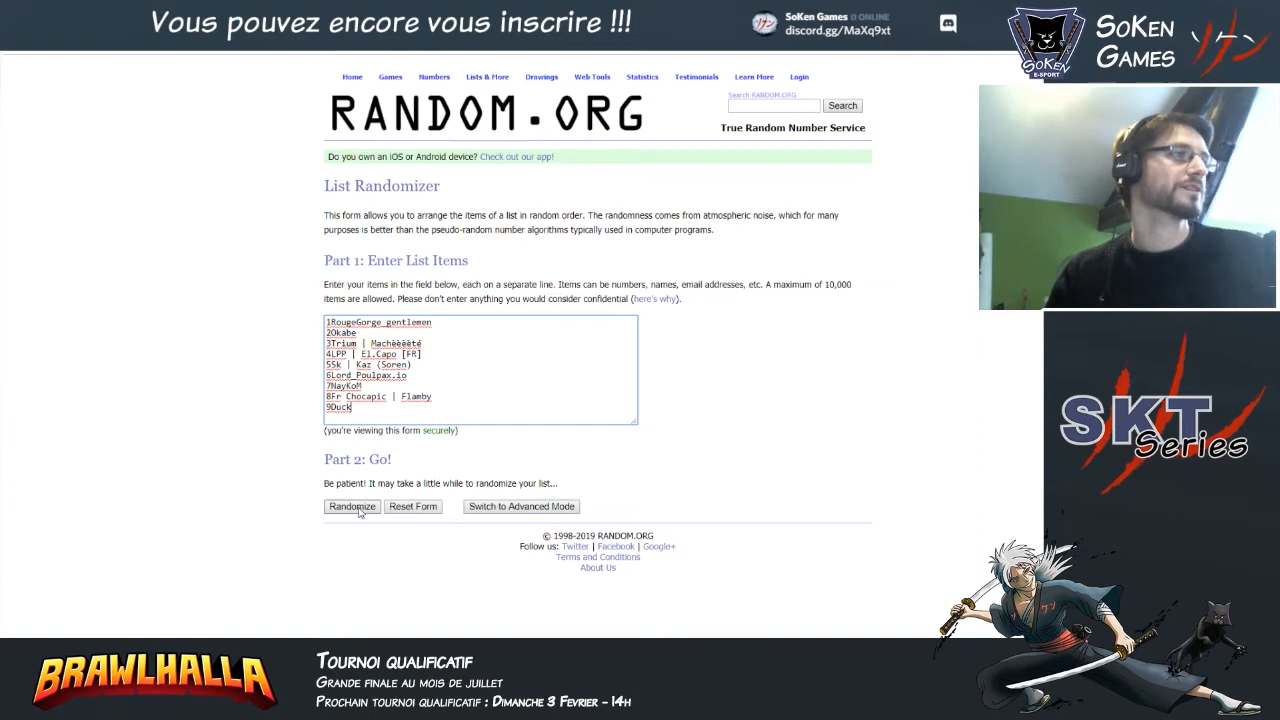 Vous pouvez encore vous inscrire !!!
SoKen Games 0 ONLINE
discord.gg/MaXq9xt
SOKEN
E-SPORT
SoKen
Games
Home Games Numbers Lists & More Drawings Web Tools Statistics Testimonials Learn More Login
RANDOM.ORG
Search RANDOM.ORG
Search
True Random Number Service
Do you own an iOS or Android device? Check out our app!
List Randomizer
This form allows you to arrange the items of a list in random order. The randomness comes from atmospheric noise, which for many
purposes is better than the pseudo-random number algorithms typically used in computer programs.
Part 1: Enter List Items
Enter your items in the field below, each on a separate line. Items can be numbers, names, email addresses, etc. A maximum of 10,000
items are allowed. Please don't enter anything you would consider confidential (here's why).
1RougeGorge_gentlemen
2Okabe
3Trium | Machèèèèté
4LPP | El.Capo [FR]
5Sk | Kaz (Soren)
6Lord_Poulpax.io
7NayKoM
8Fr Chocapic | Flamby
9Duck
(you're viewing this form securely)
Part 2: Go!
Be patient! It may take a little while to randomize your list...
Randomize Reset Form Switch to Advanced Mode
© 1998-2019 RANDOM.ORG
Follow us: Twitter | Facebook | Google+
Terms and Conditions
About Us
SKT
Series
BRAWLHALLA
Tournoi qualificatif
Grande finale au mois de juillet
Prochain tournoi qualificatif : Dimanche 3 Fevrier - 14h